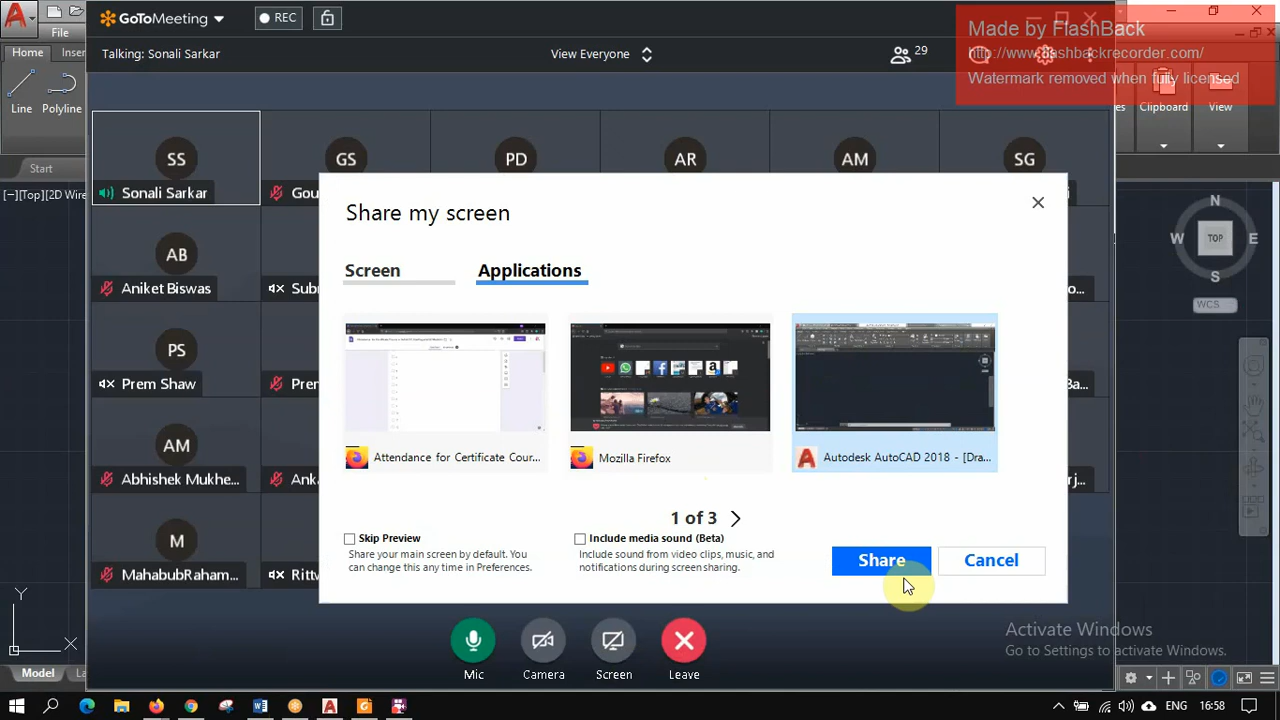 GoToMeeting
REC
File
Made by FlashBack
http://www.flashbackrecorder.com/
Watermark removed when fully licensed
Talking: Sonali Sarkar
View Everyone
29
Home
Line
Polyline
Clipboard
View
Start
SS
Sonali Sarkar
GS
PD
AR
AM
SG
[−][Top][2D Wire
N
W
TOP
E
S
WCS
Share my screen
Screen
Applications
AB
Aniket Biswas
PS
Prem Shaw
AM
Abhishek Mukhe...
M
MahabubRaham...
Attendance for Certificate Cour...
Mozilla Firefox
Autodesk AutoCAD 2018 - [Dra...
1 of 3
Skip Preview
Share your main screen by default. You
can change this any time in Preferences.
Include media sound (Beta)
Include sound from video clips, music, and
notifications during screen sharing.
Share
Cancel
Y
X
Model
Mic
Camera
Screen
Leave
Activate Windows
Go to Settings to activate Windows.
ENG
16:58